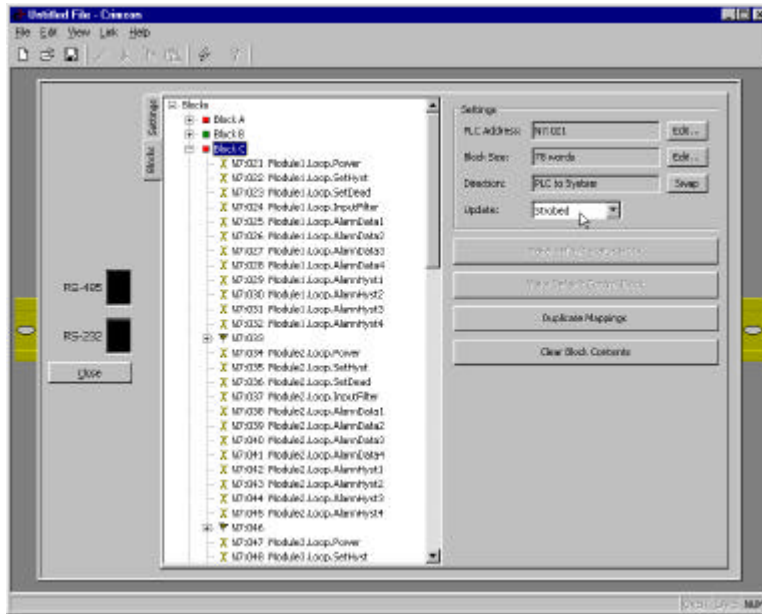 Untitled File - Crimson
File Edit View Link Help
Settings
Blocks
Blocks
Block A
Block B
Block C
N7:021 Module1.Loop.Power
N7:022 Module1.Loop.SetHyst
N7:023 Module1.Loop.SetDead
N7:024 Module1.Loop.InputFilter
N7:025 Module1.Loop.AlarmData1
N7:026 Module1.Loop.AlarmData2
N7:027 Module1.Loop.AlarmData3
N7:028 Module1.Loop.AlarmData4
N7:029 Module1.Loop.AlarmHyst1
N7:030 Module1.Loop.AlarmHyst2
N7:031 Module1.Loop.AlarmHyst3
N7:032 Module1.Loop.AlarmHyst4
N7:033
N7:034 Module2.Loop.Power
N7:035 Module2.Loop.SetHyst
N7:036 Module2.Loop.SetDead
N7:037 Module2.Loop.InputFilter
N7:038 Module2.Loop.AlarmData1
N7:039 Module2.Loop.AlarmData2
N7:040 Module2.Loop.AlarmData3
N7:041 Module2.Loop.AlarmData4
N7:042 Module2.Loop.AlarmHyst1
N7:043 Module2.Loop.AlarmHyst2
N7:044 Module2.Loop.AlarmHyst3
N7:045 Module2.Loop.AlarmHyst4
N7:046
N7:047 Module3.Loop.Power
N7:048 Module3.Loop.SetHyst
RS-485
RS-232
Close
Settings
PLC Address: N7:021 Edit...
Block Size: 78 words Edit...
Direction: PLC to System Swap
Update: Strobed
Duplicate Mappings
Clear Block Contents
NUM